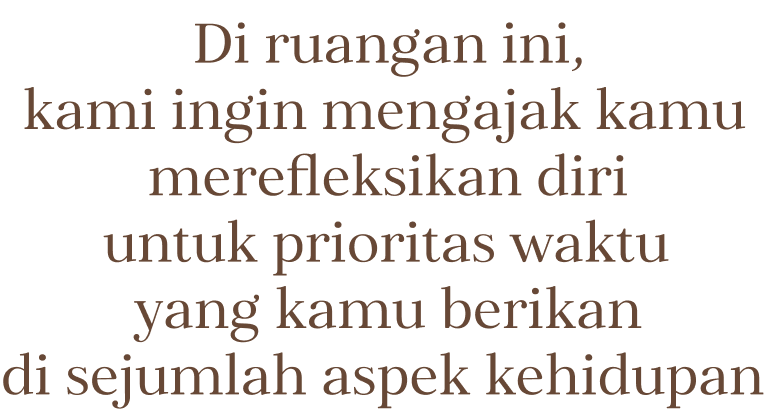 Di ruangan ini,
kami ingin mengajak kamu
merefleksikan diri
untuk prioritas waktu
yang kamu berikan
di sejumlah aspek kehidupan